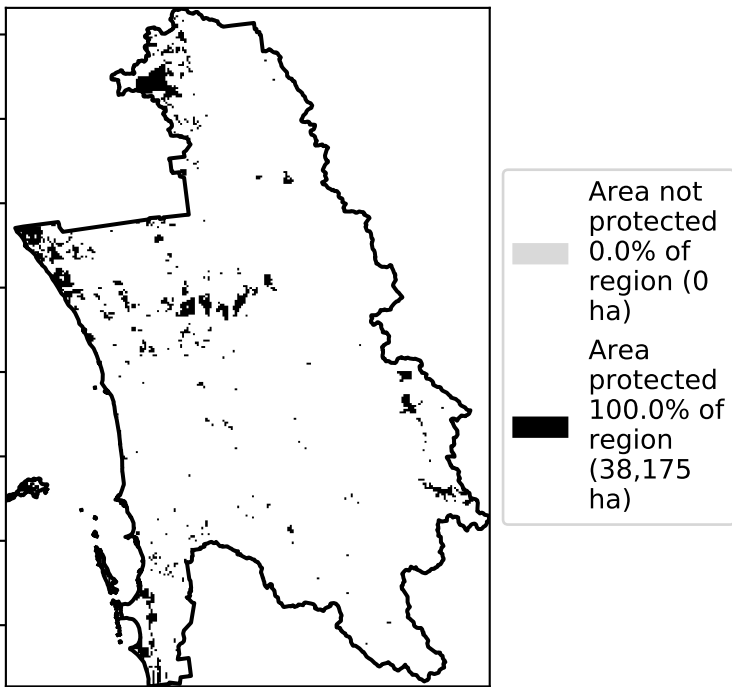 Area not
protected
0.0% of
region (0
ha)
Area
protected
100.0% of
region
(38,175
ha)